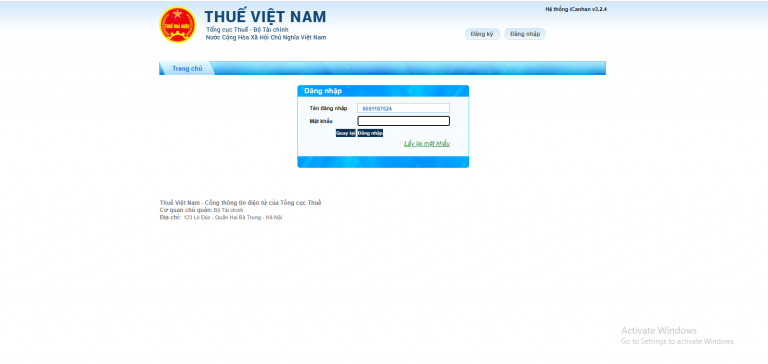 THUẾ VIỆT NAM
Tổng cục Thuế - Bộ Tài chính
Nước Cộng Hòa Xã Hội Chủ Nghĩa Việt Nam
Hệ thống iCanhan v3.2.4
Đăng ký
Đăng nhập
Trang chủ
Đăng nhập
Tên đăng nhập
8591187524
Mật khẩu
Quay lại
Đăng nhập
Lấy lại mật khẩu
Thuế Việt Nam - Cổng thông tin điện tử của Tổng cục Thuế
Cơ quan chủ quản: Bộ Tài chính
Địa chỉ: 123 Lò Đúc - Quận Hai Bà Trưng - Hà Nội
Activate Windows
Go to Settings to activate Windows.